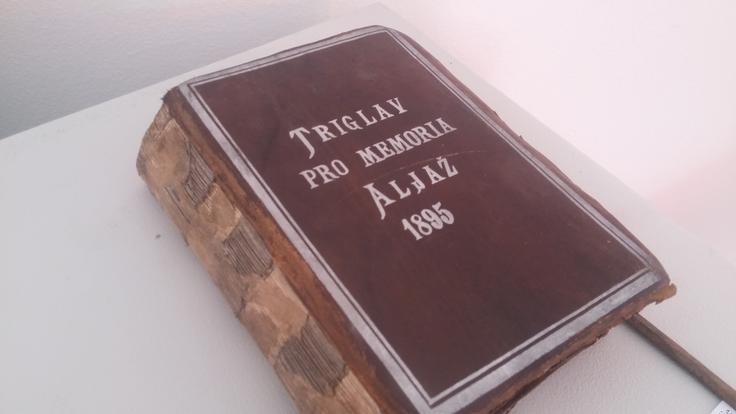 TRIGLAV
PRO MEMORIA
ALJAŽ
1895